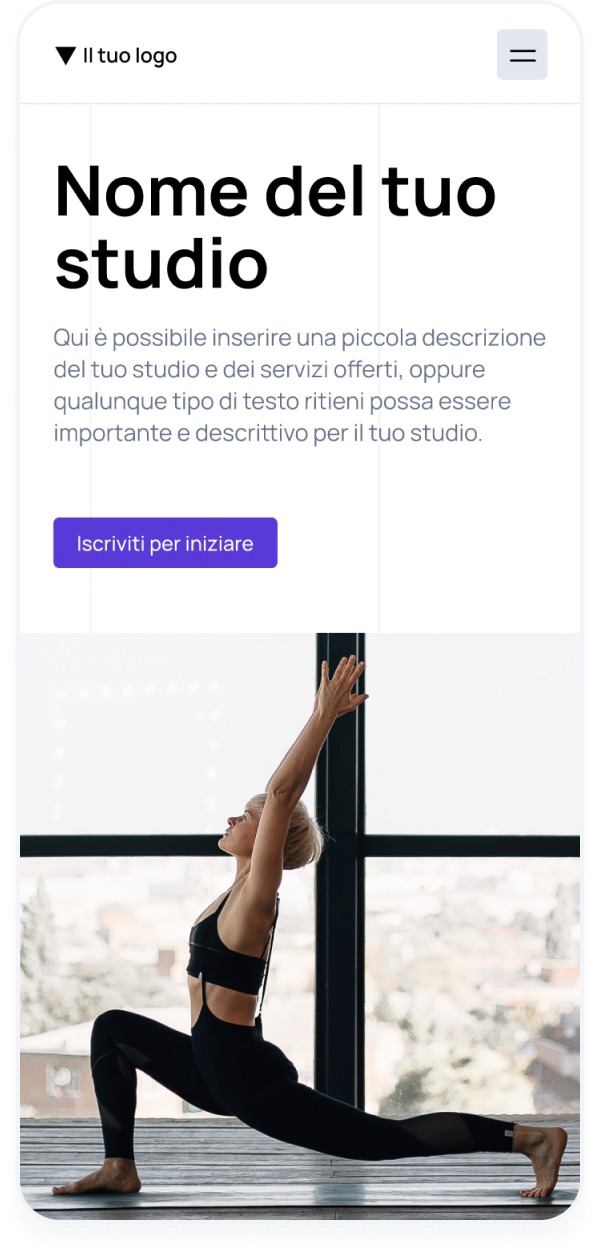 Il tuo logo
Nome del tuo
studio
Qui è possibile inserire una piccola descrizione
del tuo studio e dei servizi offerti, oppure
qualunque tipo di testo ritieni possa essere
importante e descrittivo per il tuo studio.
Iscriviti per iniziare